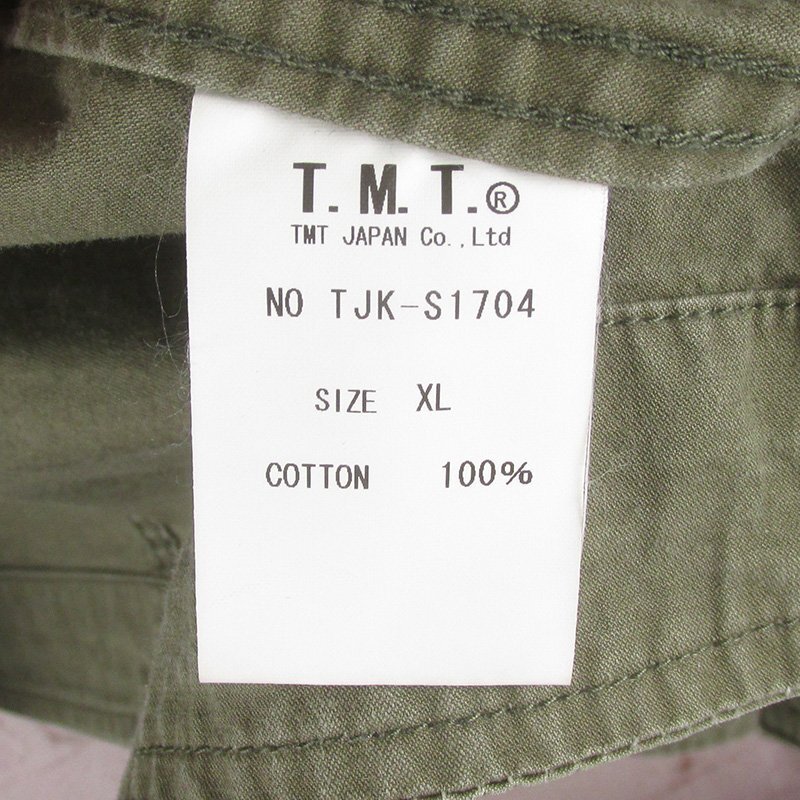 T.M.T.®
TMT JAPAN Co.,Ltd
NO TJK-S1704
SIZE XL
COTTON 100%